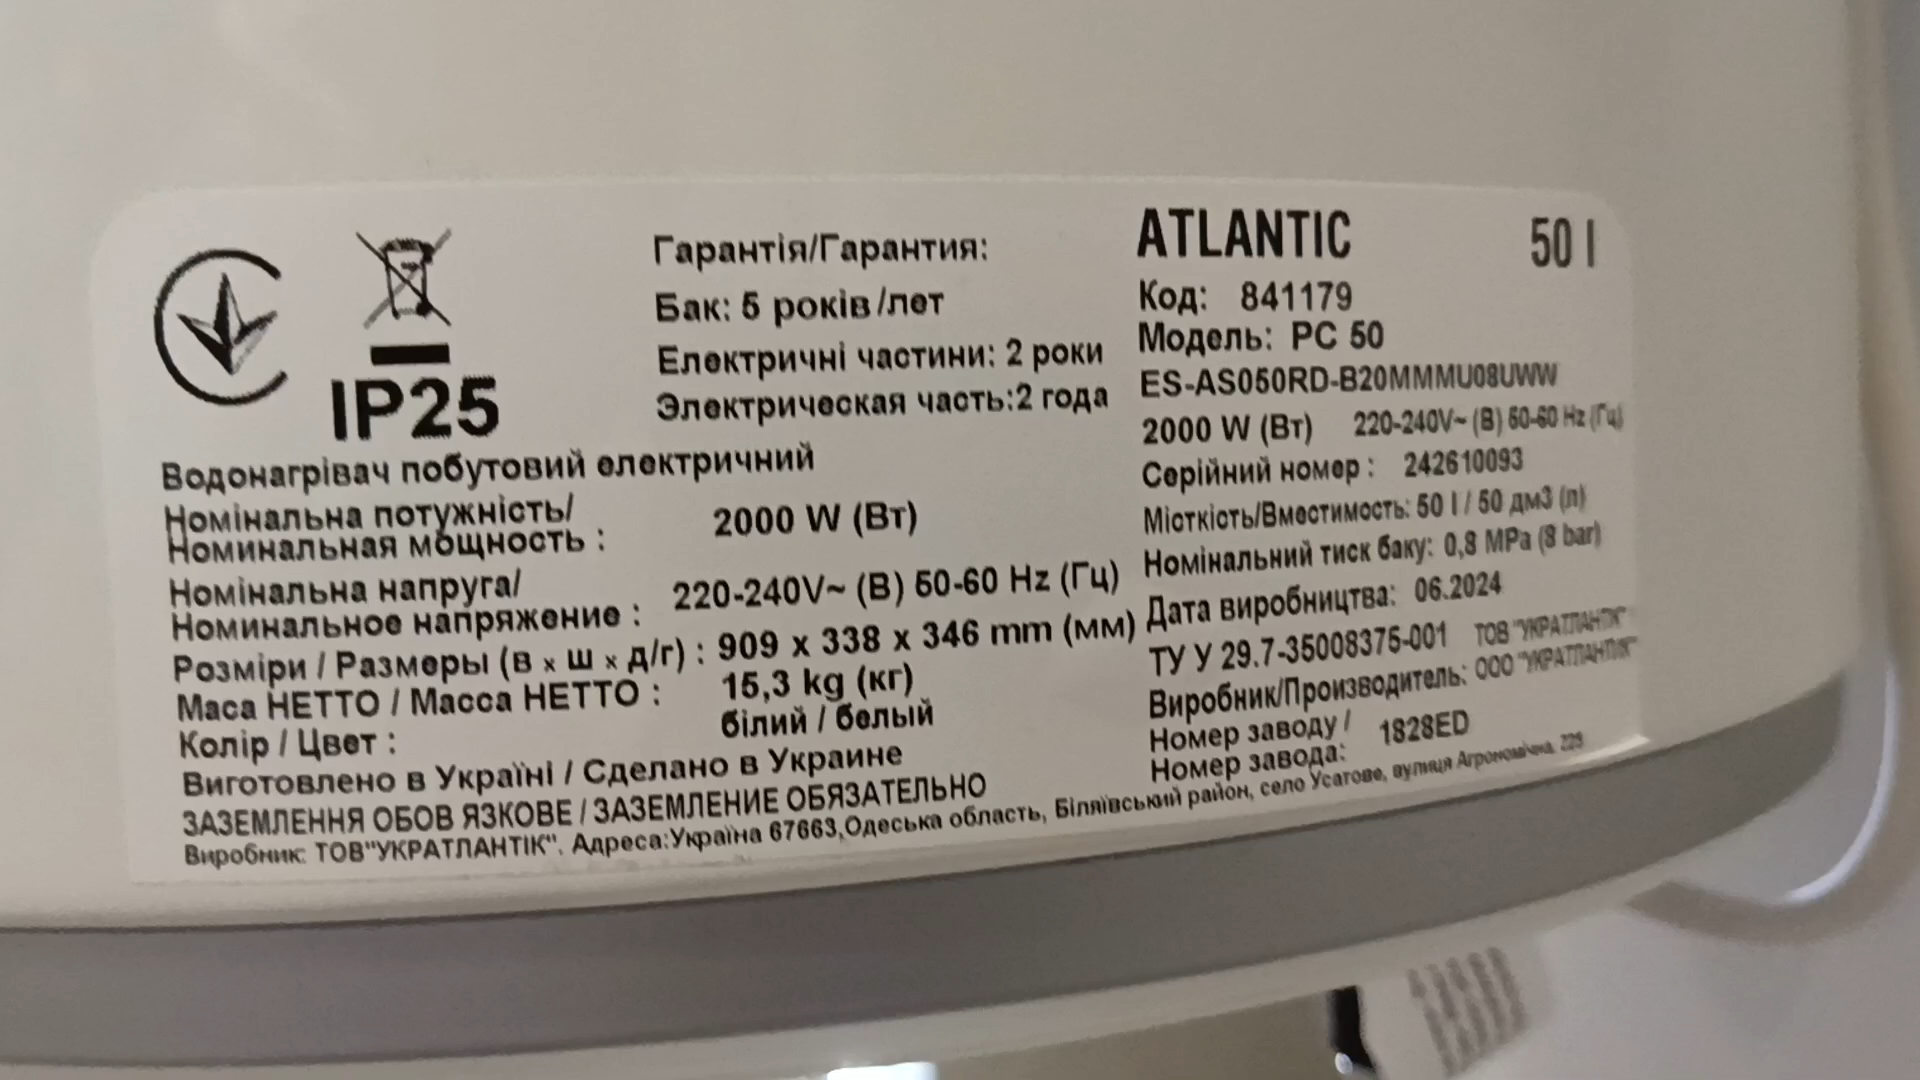 IP25
Гарантія/Гарантия:
Бак: 5 років/лет
Електричні частини: 2 роки
Электрическая часть:2 года
Водонагрівач побутовий електричний
Номінальна потужність/
Номинальная мощность : 2000 W (Вт)
Номінальна напруга/
Номинальное напряжение : 220-240V~ (В) 50-60 Hz (Гц)
Розміри / Размеры (в x ш x д/г) : 909 x 338 x 346 mm (мм)
Маса НЕТТО / Масса НЕТТО : 15,3 kg (кг)
Колір / Цвет : білий / белый
Виготовлено в Україні / Сделано в Украине
ЗАЗЕМЛЕННЯ ОБОВ ЯЗКОВЕ / ЗАЗЕМЛЕНИЕ ОБЯЗАТЕЛЬНО
ATLANTIC 50 l
Код: 841179
Модель: PC 50
ES-AS050RD-B20MMMU08UWW
2000 W (Вт) 220-240V~ (В) 50-60 Hz (Гц)
Серійний номер : 242610093
Місткість/Вместимость: 50 l / 50 дм3 (л)
Номінальний тиск баку: 0,8 MPa (8 bar)
Дата виробництва: 06.2024
ТУ У 29.7-35008375-001 ТОВ "УКРАТЛАНТІК"
Виробник/Производитель: ООО "УКРАТЛАНТИК"
Номер заводу /
Номер завода: 1828ED
Виробник: ТОВ"УКРАТЛАНТІК". Адреса:Україна 67663,Одеська область, Біляївський район, село Усатове, вулиця Агрономічна,